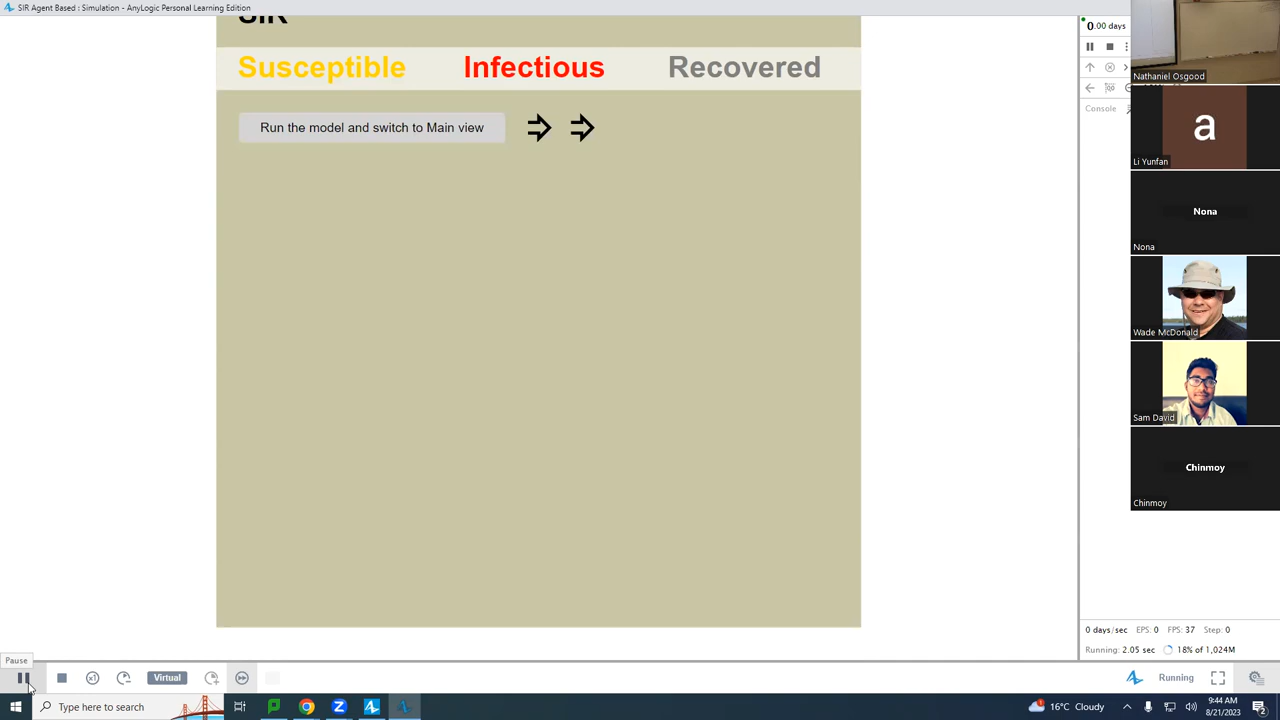 SIR Agent Based : Simulation - AnyLogic Personal Learning Edition
SIR
Susceptible Infectious Recovered
Run the model and switch to Main view
0.00 days
Console
Nathaniel Osgood
a
Li Yunfan
Nona
Nona
Wade McDonald
Sam David
Chinmoy
Chinmoy
0 days/sec EPS: 0 FPS: 37 Step: 0
Running: 2.05 sec 18% of 1,024M
Pause
x1 Virtual Running
Type here to search
16°C Cloudy
9:44 AM
8/21/2023
2